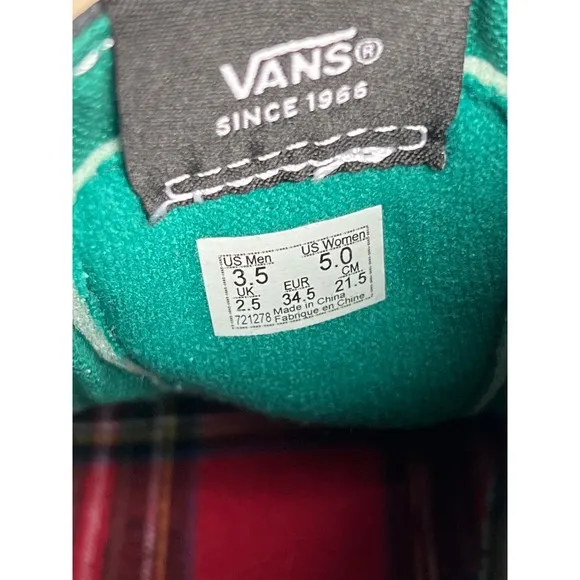 VANS®
SINCE 1966
US Men US Women
3.5 5.0
UK EUR CM
2.5 34.5 21.5
721278 Made in China
Fabrique en Chine